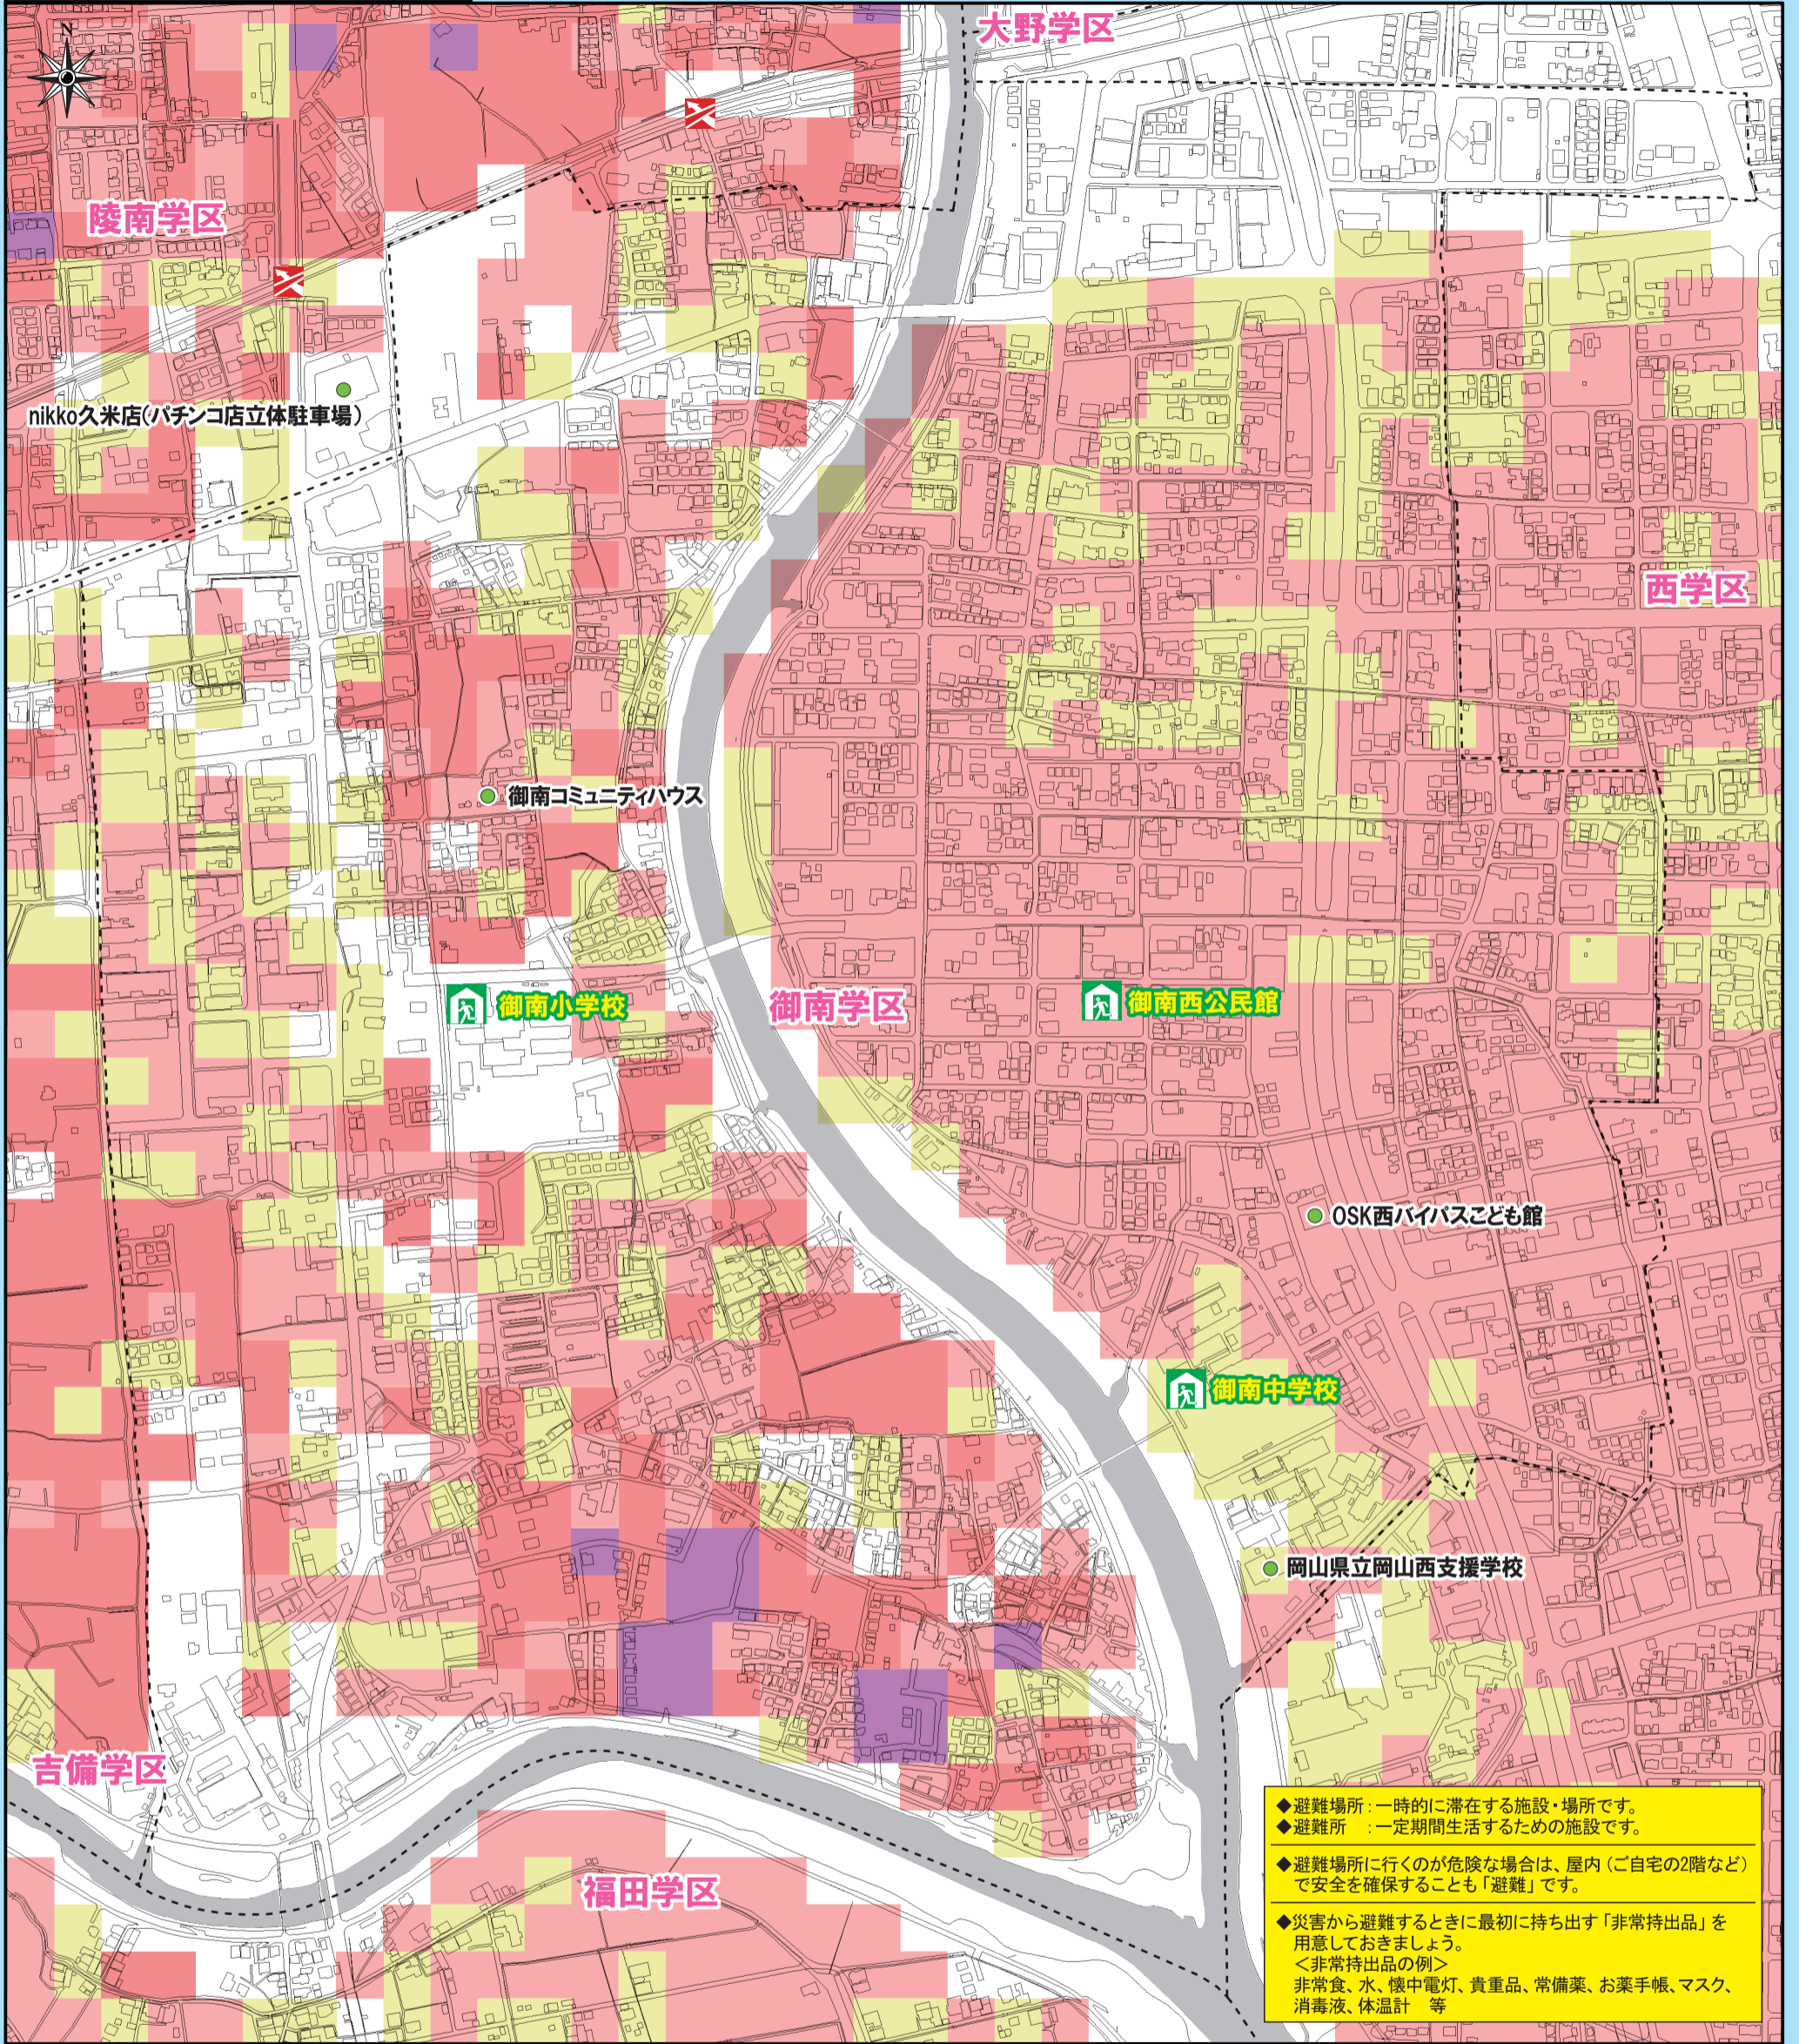 N
大野学区
陵南学区
nikko久米店(パチンコ店立体駐車場)
西学区
御南コミュニティハウス
御南小学校
御南学区
御南西公民館
OSK西バイパスこども館
御南中学校
岡山県立岡山西支援学校
吉備学区
福田学区
◆避難場所:一時的に滞在する施設・場所です。
◆避難所 :一定期間生活するための施設です。
◆避難場所に行くのが危険な場合は、屋内(ご自宅の2階など)
で安全を確保することも「避難」です。
◆災害から避難するときに最初に持ち出す「非常持出品」を
用意しておきましょう。
<非常持出品の例>
非常食、水、懐中電灯、貴重品、常備薬、お薬手帳、マスク、
消毒液、体温計 等